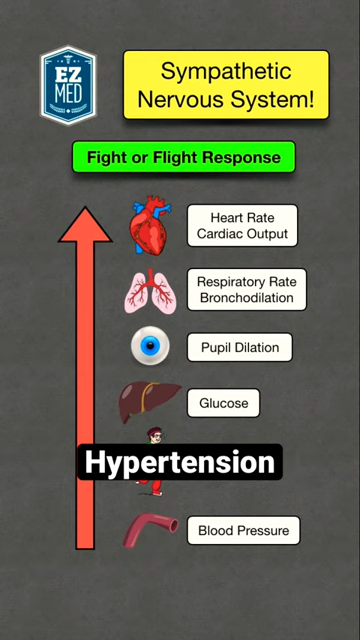 EZ
MED
Sympathetic
Nervous System!
Fight or Flight Response
Heart Rate
Cardiac Output
Respiratory Rate
Bronchodilation
Pupil Dilation
Glucose
Hypertension
Blood Pressure